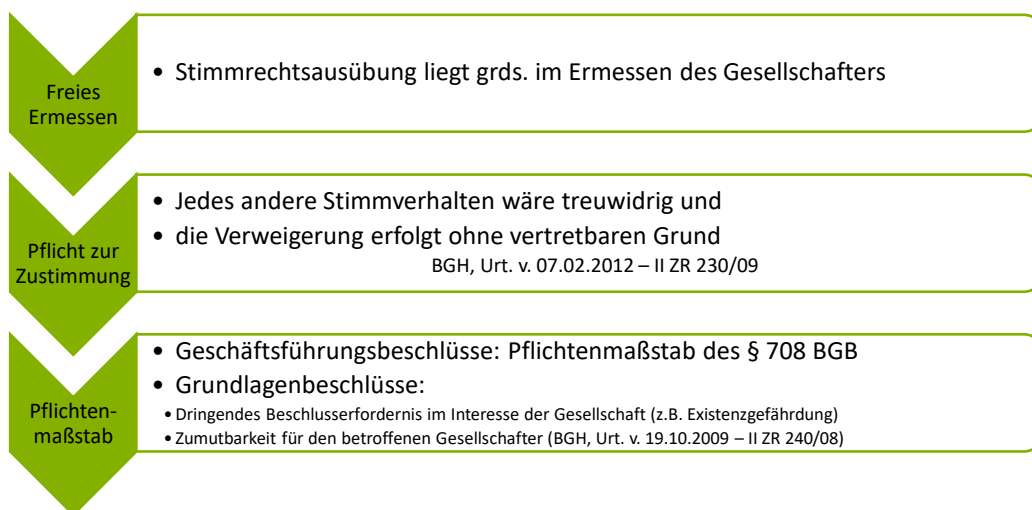 Freies
Ermessen
• Stimmrechtsausübung liegt grds. im Ermessen des Gesellschafters
Pflicht zur
Zustimmung
• Jedes andere Stimmverhalten wäre treuwidrig und
• die Verweigerung erfolgt ohne vertretbaren Grund
BGH, Urt. v. 07.02.2012 – II ZR 230/09
Pflichten-
maßstab
• Geschäftsführungsbeschlüsse: Pflichtenmaßstab des § 708 BGB
• Grundlagenbeschlüsse:
• Dringendes Beschlusserfordernis im Interesse der Gesellschaft (z.B. Existenzgefährdung)
• Zumutbarkeit für den betroffenen Gesellschafter (BGH, Urt. v. 19.10.2009 – II ZR 240/08)